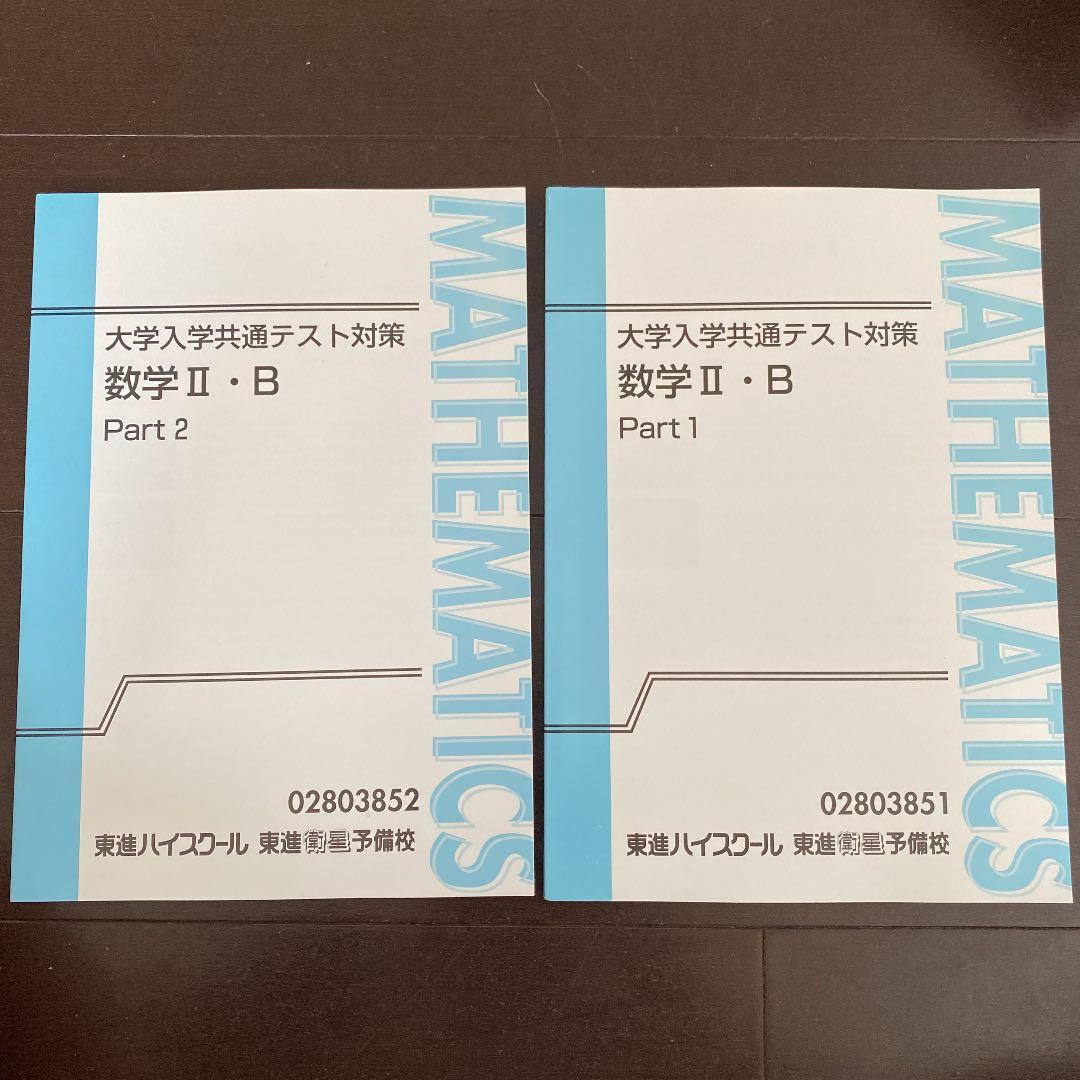 大学入学共通テスト対策
数学Ⅱ・B
Part 2
02803852
東進ハイスクール 東進衛星予備校
MATHEMATICS
大学入学共通テスト対策
数学Ⅱ・B
Part 1
02803851
東進ハイスクール 東進衛星予備校
MATHEMATICS